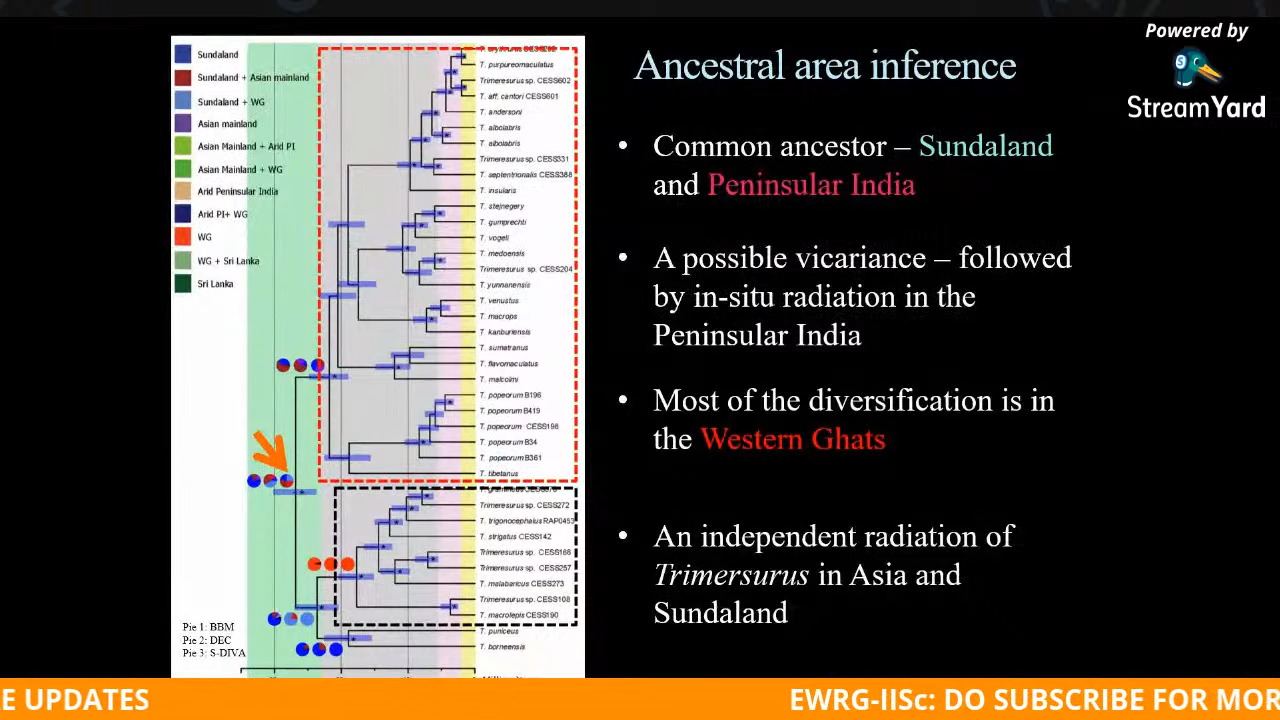 Powered by
StreamYard
Ancestral area inference
Sundaland
Sundaland + Asian mainland
Sundaland + WG
Asian mainland
Asian Mainland + Arid PI
Asian Mainland + WG
Arid Peninsular India
Arid PI+ WG
WG
WG + Sri Lanka
Sri Lanka
T. purpureomaculatus
Trimeresurus sp. CESS602
T. aff. cantori CESS601
T. andersoni
T. albolabris
T. albolabris
Trimeresurus sp. CESS331
T. septentrionalis CESS388
T. insularis
T. stejnegery
T. gumprechti
T. vogeli
T. medoensis
Trimeresurus sp. CESS204
T. yunnanensis
T. venustus
T. macrops
T. kanburiensis
T. sumatranus
T. flavomaculatus
T. malcolmi
T. popeorum B196
T. popeorum B419
T. popeorum CESS198
T. popeorum B34
T. popeorum B361
T. tibetanus
Trimeresurus sp. CESS272
T. trigonocephalus RAP0453
T. strigatus CESS142
Trimeresurus sp. CESS168
Trimeresurus sp. CESS257
T. malabaricus CESS273
Trimeresurus sp. CESS108
T. macrolepis CESS190
T. puniceus
T. borneensis
Pie 1: BBM
Pie 2: DEC
Pie 3: S-DIVA
• Common ancestor – Sundaland
and Peninsular India
• A possible vicariance – followed
by in-situ radiation in the
Peninsular India
• Most of the diversification is in
the Western Ghats
• An independent radiation of
Trimersurus in Asia and
Sundaland
E UPDATES
EWRG-IISc: DO SUBSCRIBE FOR MOR